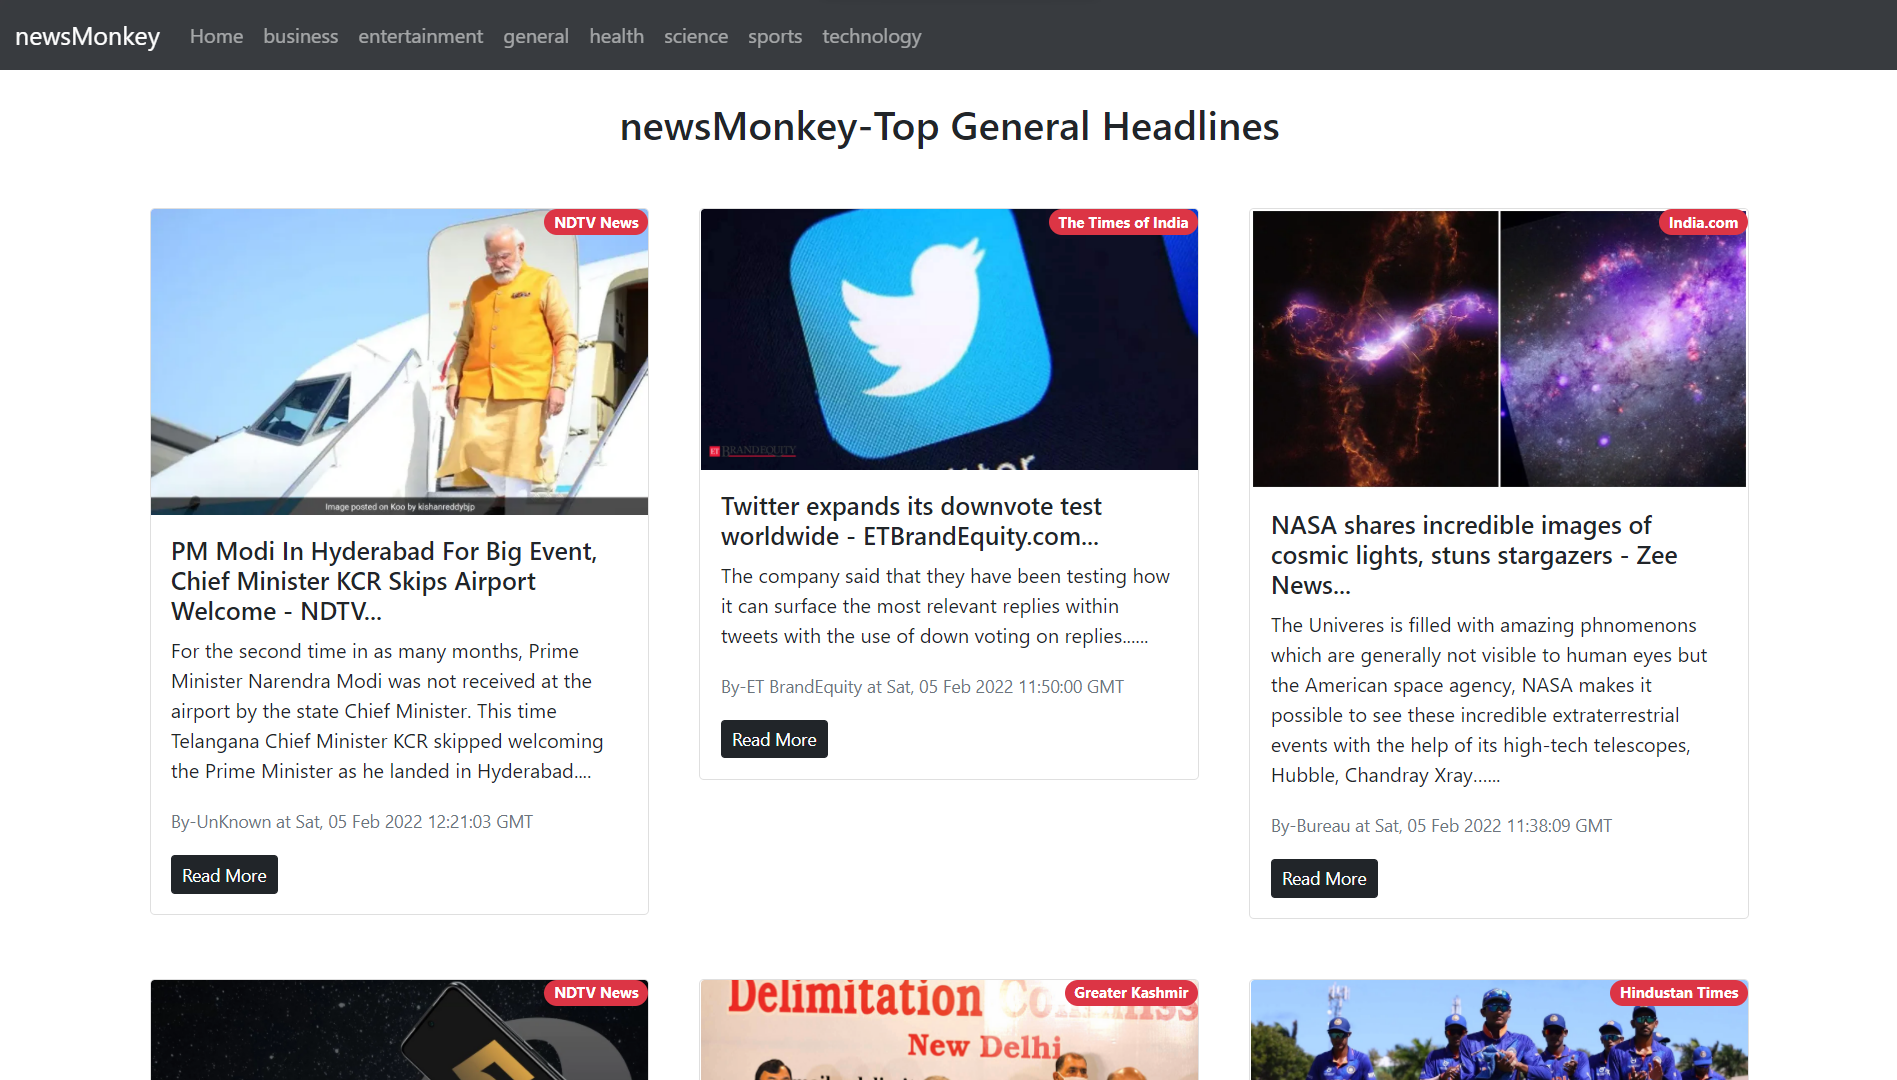 newsMonkey Home business entertainment general health science sports technology
newsMonkey-Top General Headlines
NDTV News
Image posted on Koo by kishanreddybjp
PM Modi In Hyderabad For Big Event,
Chief Minister KCR Skips Airport
Welcome - NDTV...
For the second time in as many months, Prime
Minister Narendra Modi was not received at the
airport by the state Chief Minister. This time
Telangana Chief Minister KCR skipped welcoming
the Prime Minister as he landed in Hyderabad....
By-UnKnown at Sat, 05 Feb 2022 12:21:03 GMT
Read More
The Times of India
ET BRANDEQUITY
Twitter expands its downvote test
worldwide - ETBrandEquity.com...
The company said that they have been testing how
it can surface the most relevant replies within
tweets with the use of down voting on replies......
By-ET BrandEquity at Sat, 05 Feb 2022 11:50:00 GMT
Read More
India.com
NASA shares incredible images of
cosmic lights, stuns stargazers - Zee
News...
The Univeres is filled with amazing phnomenons
which are generally not visible to human eyes but
the American space agency, NASA makes it
possible to see these incredible extraterrestrial
events with the help of its high-tech telescopes,
Hubble, Chandray Xray......
By-Bureau at Sat, 05 Feb 2022 11:38:09 GMT
Read More
NDTV News
Greater Kashmir
Delimitation Commiss
New Delhi
Hindustan Times